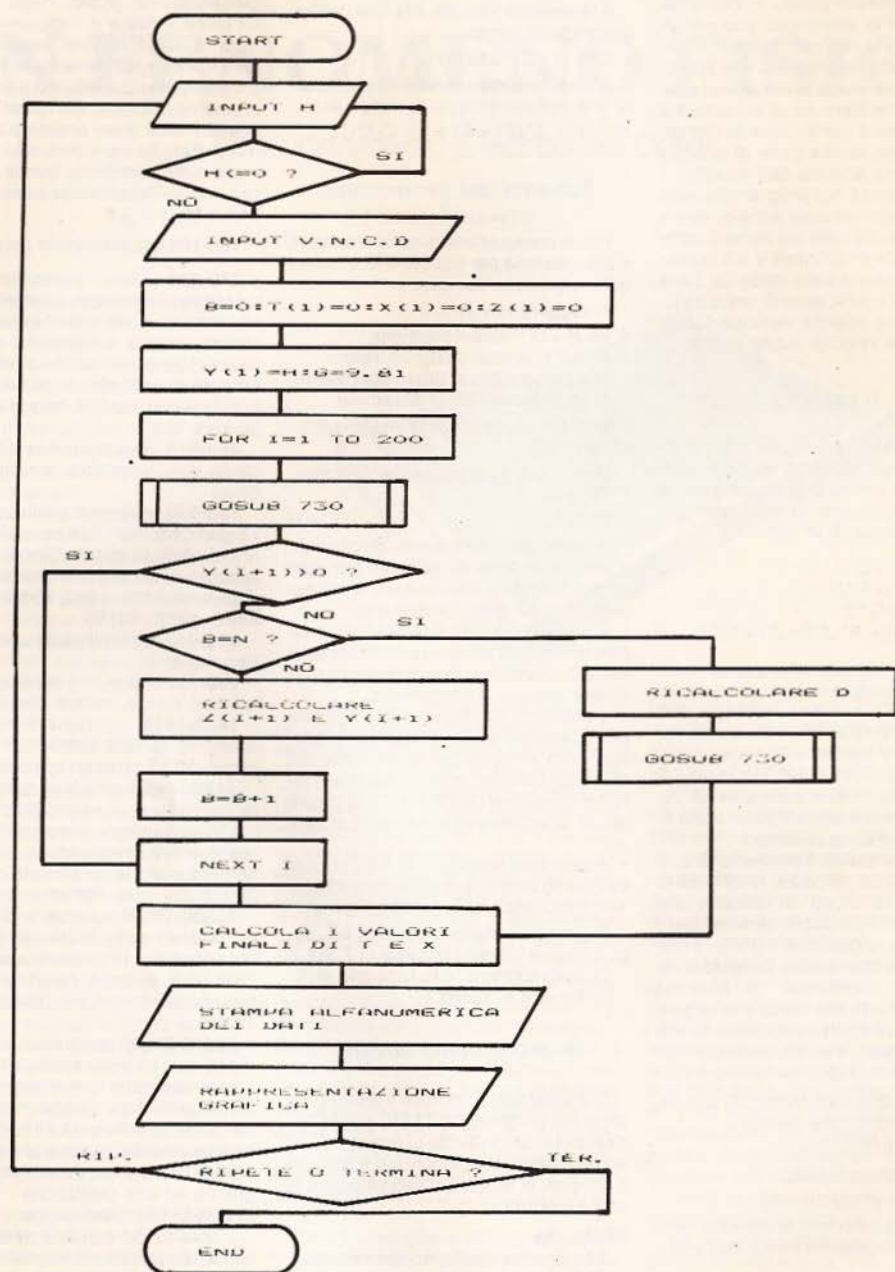 START
INPUT H
H<=0 ?
SI
NO
INPUT V,N,C,D
B=0:T(1)=0:X(1)=0:Z(1)=0
Y(1)=H:G=9.81
FOR I=1 TO 200
GOSUB 730
SI
Y(I+1)>0 ?
NO
B=N ?
SI
NO
RICALCOLARE
Z(I+1) E Y(I+1)
RICALCOLARE D
GOSUB 730
B=B+1
NEXT I
CALCOLA I VALORI
FINALI DI T E X
STAMPA ALFANUMERICA
DEI DATI
RAPPRESENTAZIONE
GRAFICA
RIP.
RIPETE O TERMINA ?
TER.
END